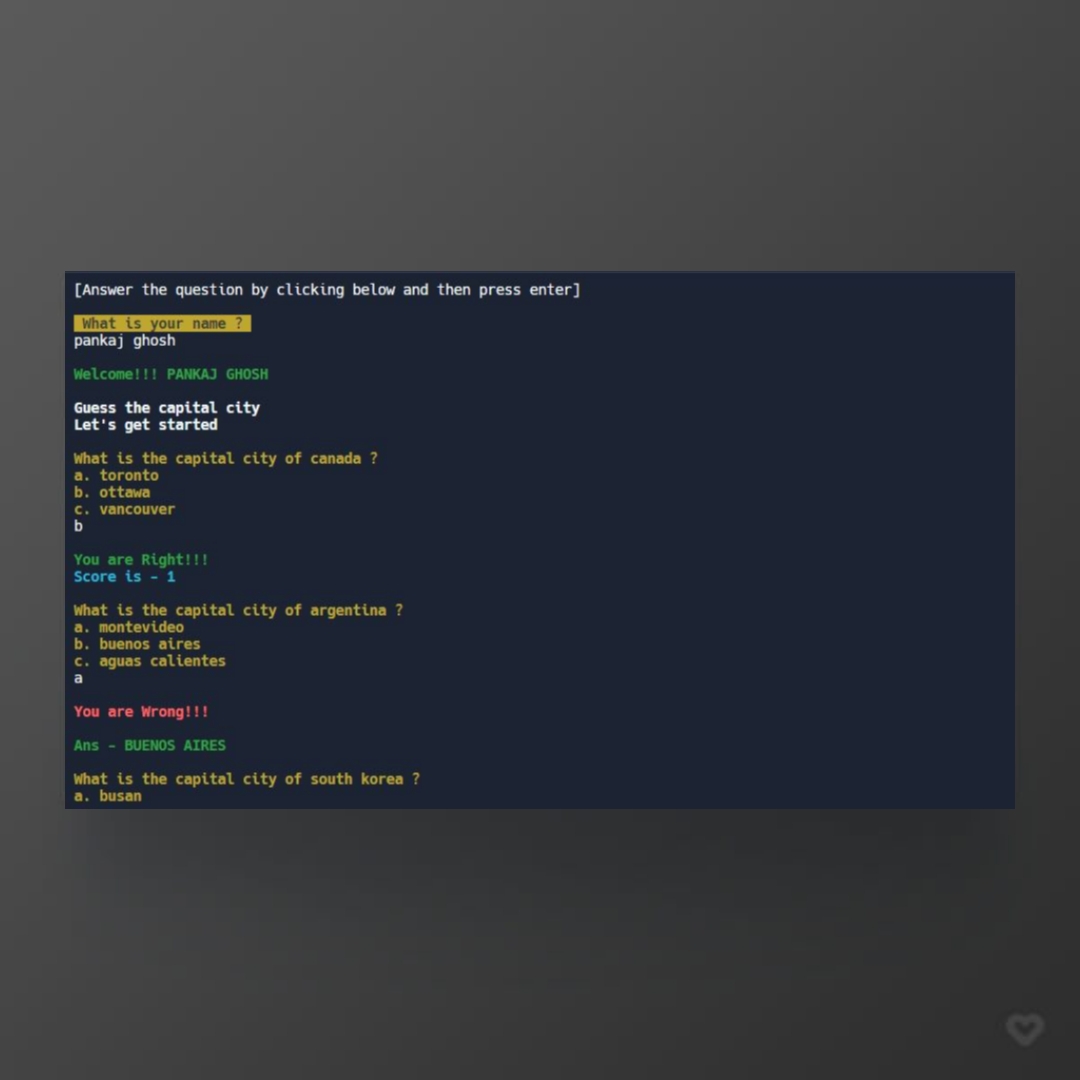 [Answer the question by clicking below and then press enter]
What is your name ?
pankaj ghosh
Welcome!!! PANKAJ GHOSH
Guess the capital city
Let's get started
What is the capital city of canada ?
a. toronto
b. ottawa
c. vancouver
b
You are Right!!!
Score is - 1
What is the capital city of argentina ?
a. montevideo
b. buenos aires
c. aguas calientes
a
You are Wrong!!!
Ans - BUENOS AIRES
What is the capital city of south korea ?
a. busan